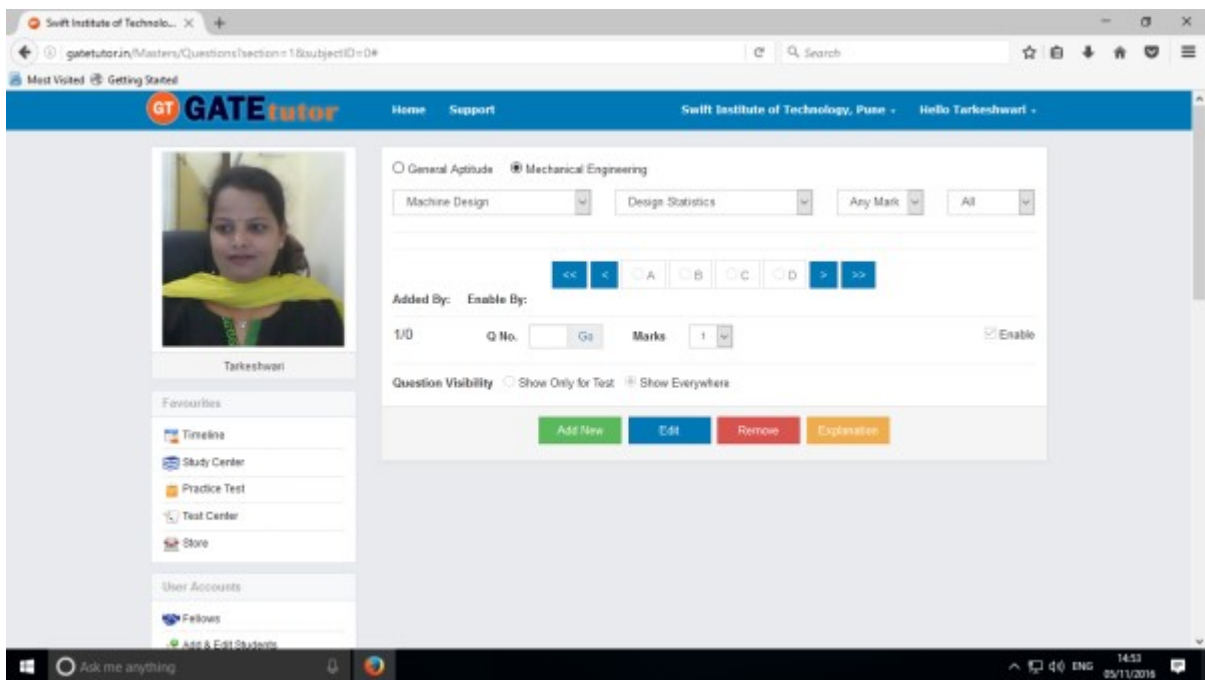 Swift Institute of Technolo...
gatetutor.in/Masters/Questions?section=1&subjectID=0#
Search
Most Visited Getting Started
GT GATEtutor Home Support Swift Institute of Technology, Pune Hello Tarkeshwari
General Aptitude Mechanical Engineering
Machine Design Design Statistics Any Mark All
<< < A B C D > >>
Added By: Enable By:
1/0 Q No. Go Marks 1 Enable
Question Visibility Show Only for Test Show Everywhere
Add New Edit Remove Explanation
Tarkeshwari
Favourites
Timeline
Study Center
Practice Test
Test Center
Store
User Accounts
Fellows
Add & Edit Students
Ask me anything ENG 14:53
05/11/2016